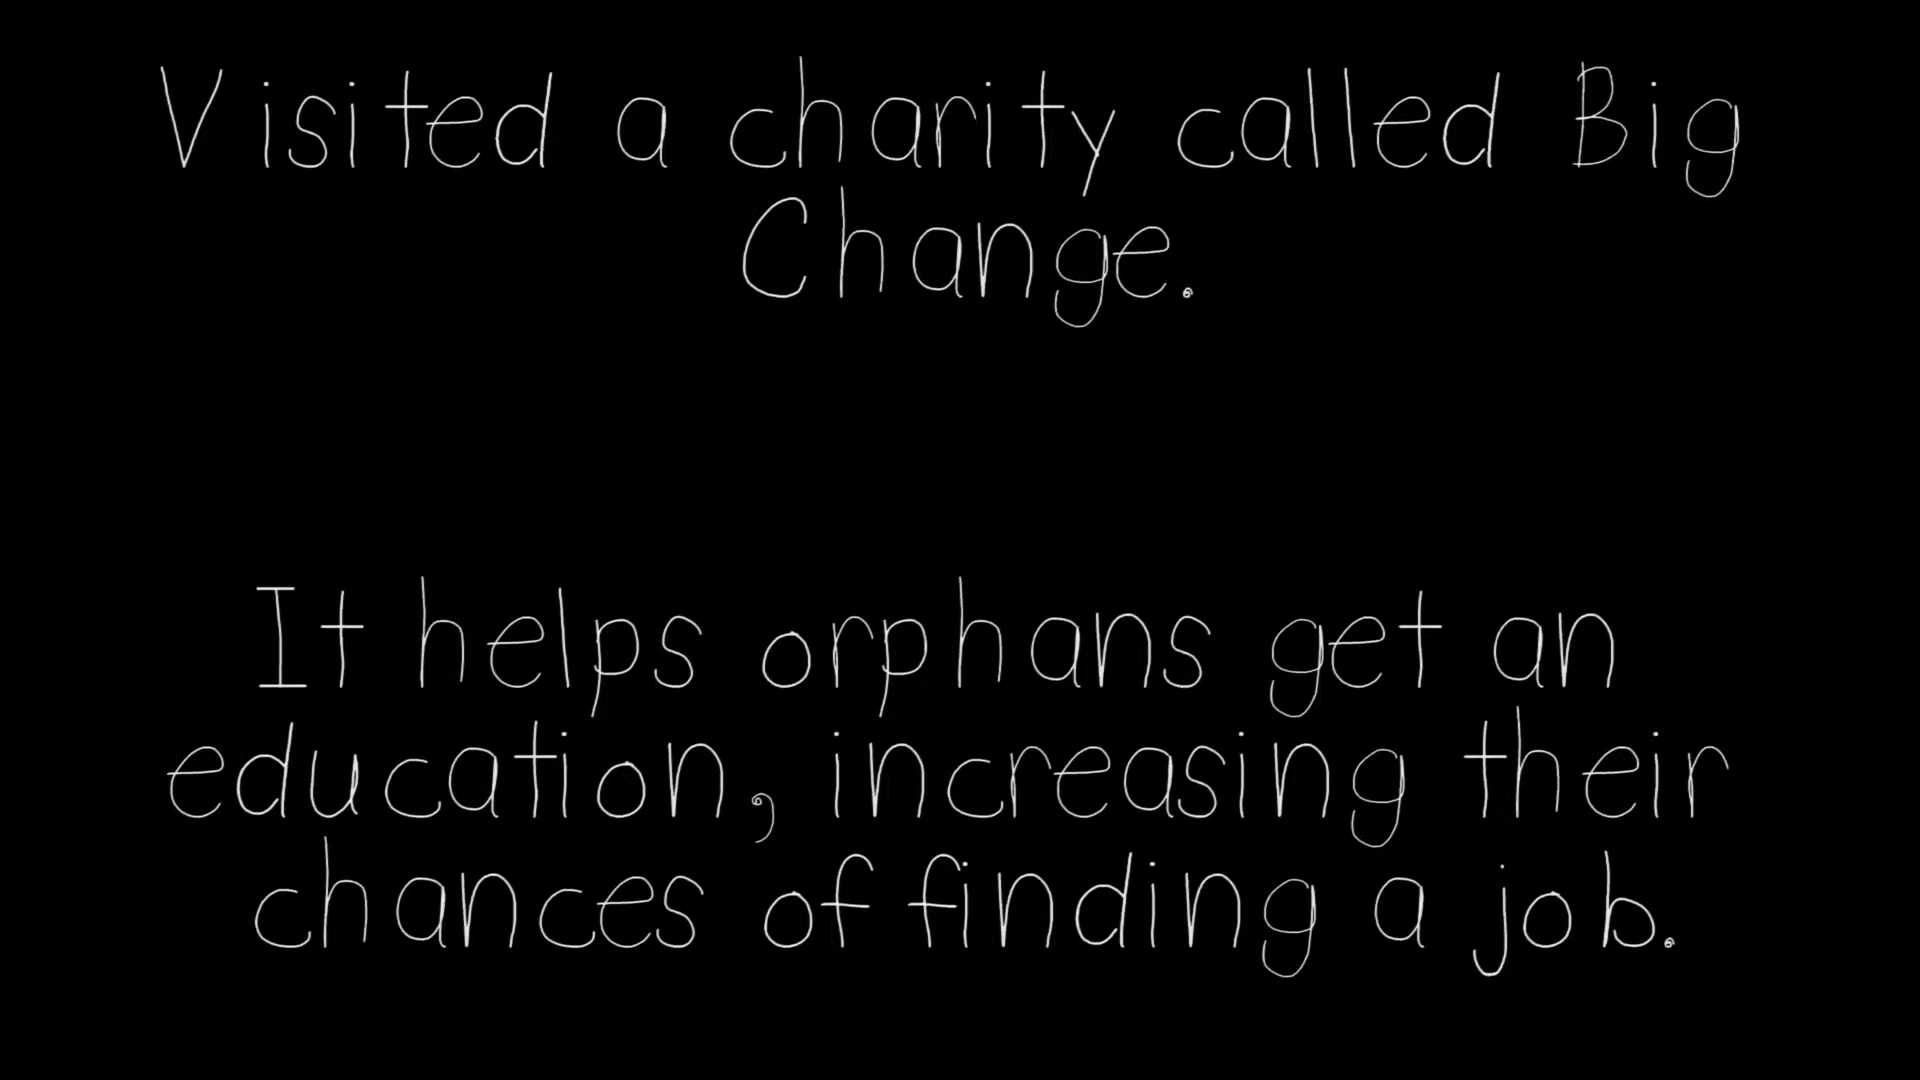 Visited a charity called Big
Change.
It helps orphans get an
education, increasing their
chances of finding a job.